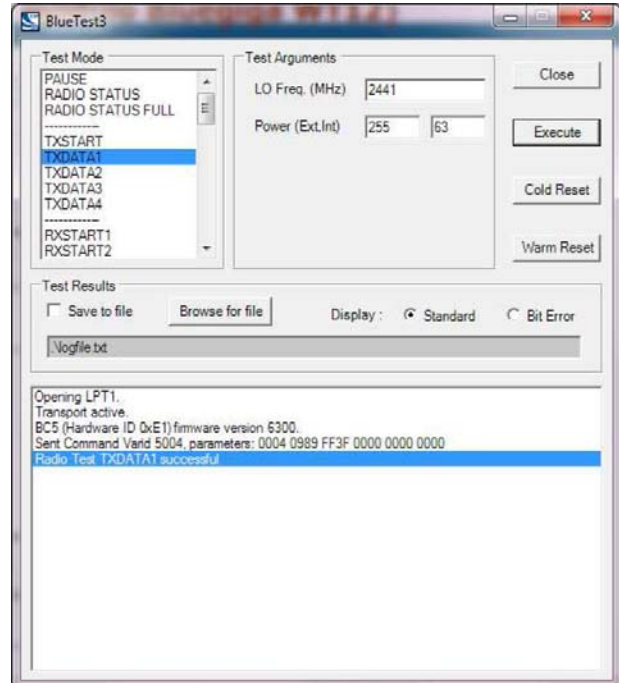 BlueTest3
Test Mode
PAUSE
RADIO STATUS
RADIO STATUS FULL
------------
TXSTART
TXDATA1
TXDATA2
TXDATA3
TXDATA4
------------
RXSTART1
RXSTART2
Test Arguments
LO Freq. (MHz) 2441
Power (Ext.Int) 255 63
Close
Execute
Cold Reset
Warm Reset
Test Results
Save to file Browse for file Display : Standard Bit Error
.\logfile.txt
Opening LPT1.
Transport active.
BC5 (Hardware ID 0xE1) firmware version 6300.
Sent Command Varid 5004, parameters: 0004 0989 FF3F 0000 0000 0000
Radio Test TXDATA1 successful